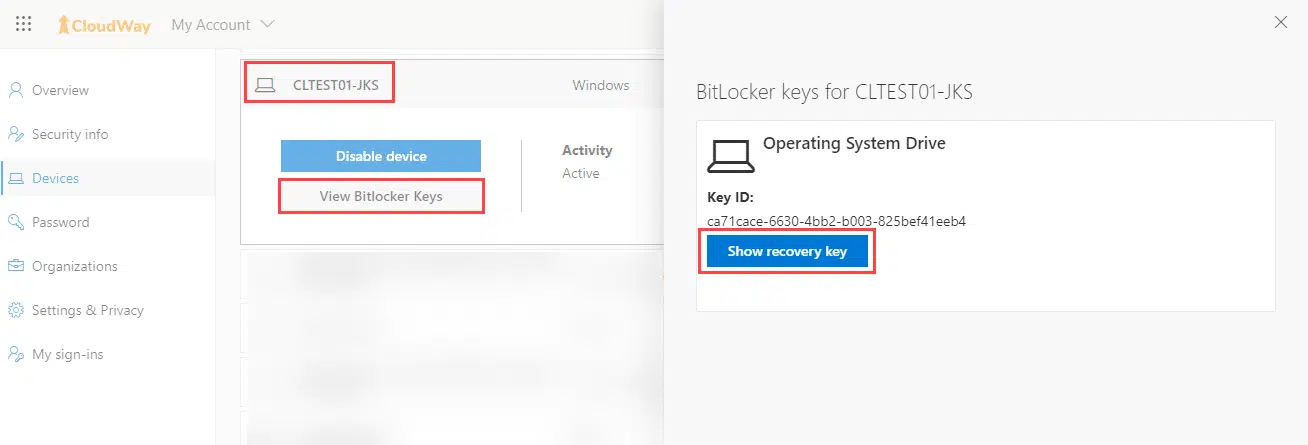 CloudWay
My Account
Overview
Security info
Devices
Password
Organizations
Settings & Privacy
My sign-ins
CLTEST01-JKS
Windows
Disable device
View Bitlocker Keys
Activity
Active
BitLocker keys for CLTEST01-JKS
Operating System Drive
Key ID:
ca71cace-6630-4bb2-b003-825bef41eeb4
Show recovery key